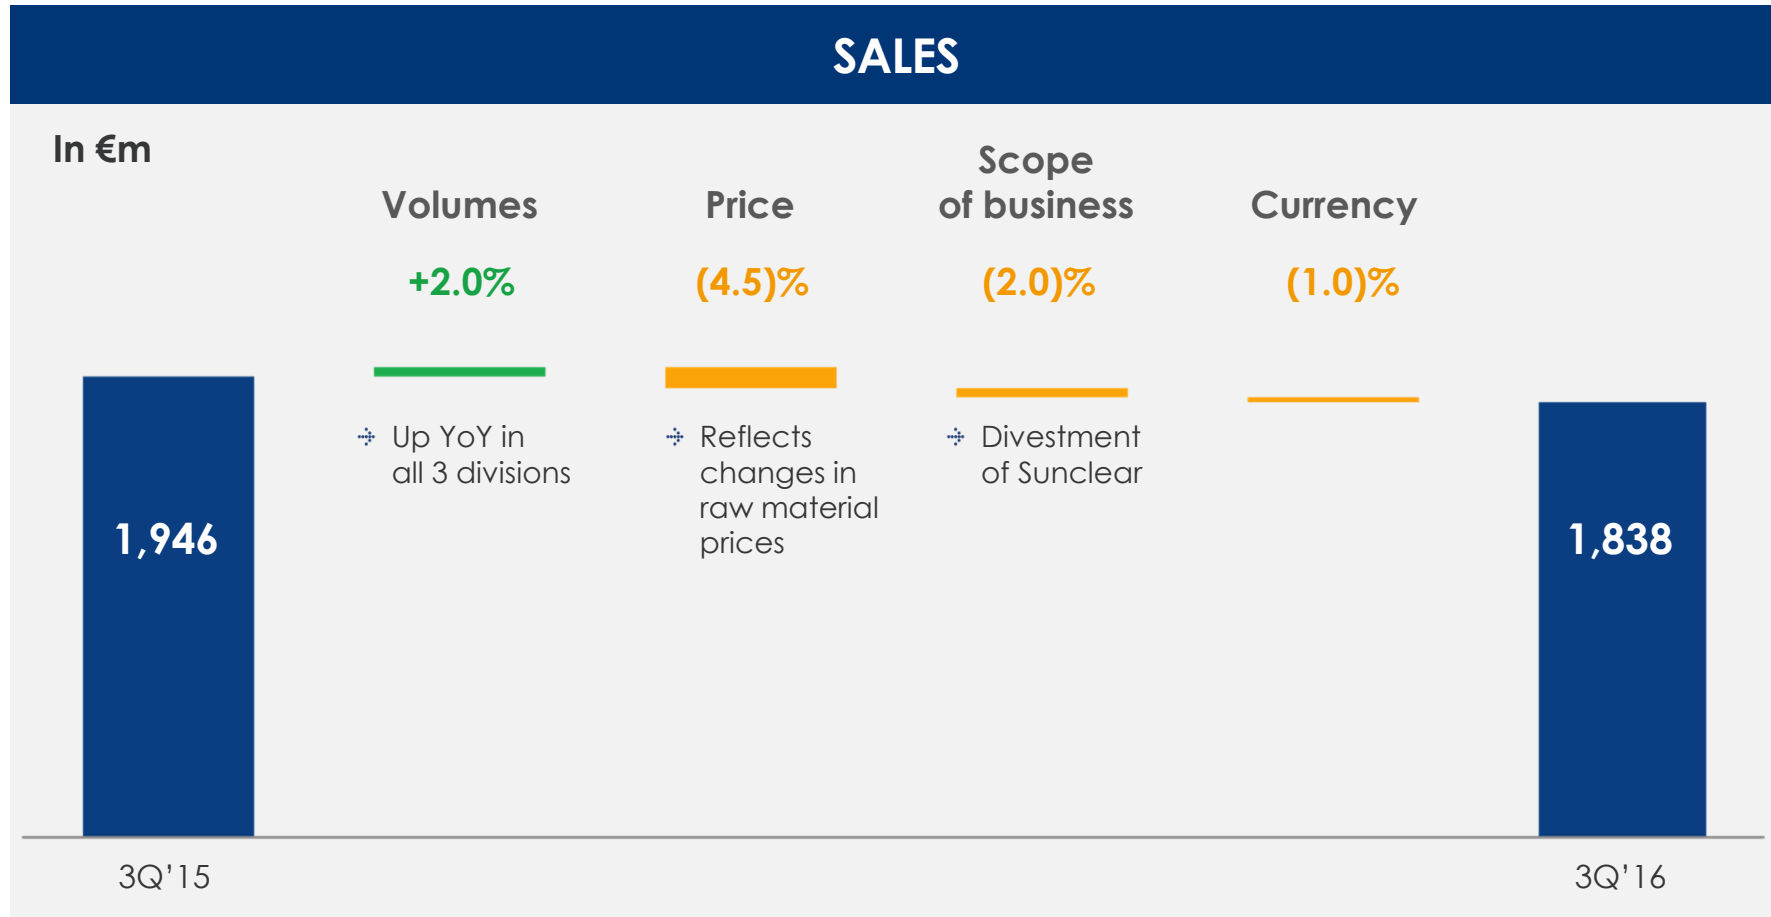 SALES
In €m
Volumes
Price
Scope
of business
Currency
+2.0%
(4.5)%
(2.0)%
(1.0)%
Up YoY in
all 3 divisions
Reflects
changes in
raw material
prices
Divestment
of Sunclear
1,946
1,838
3Q’15
3Q’16